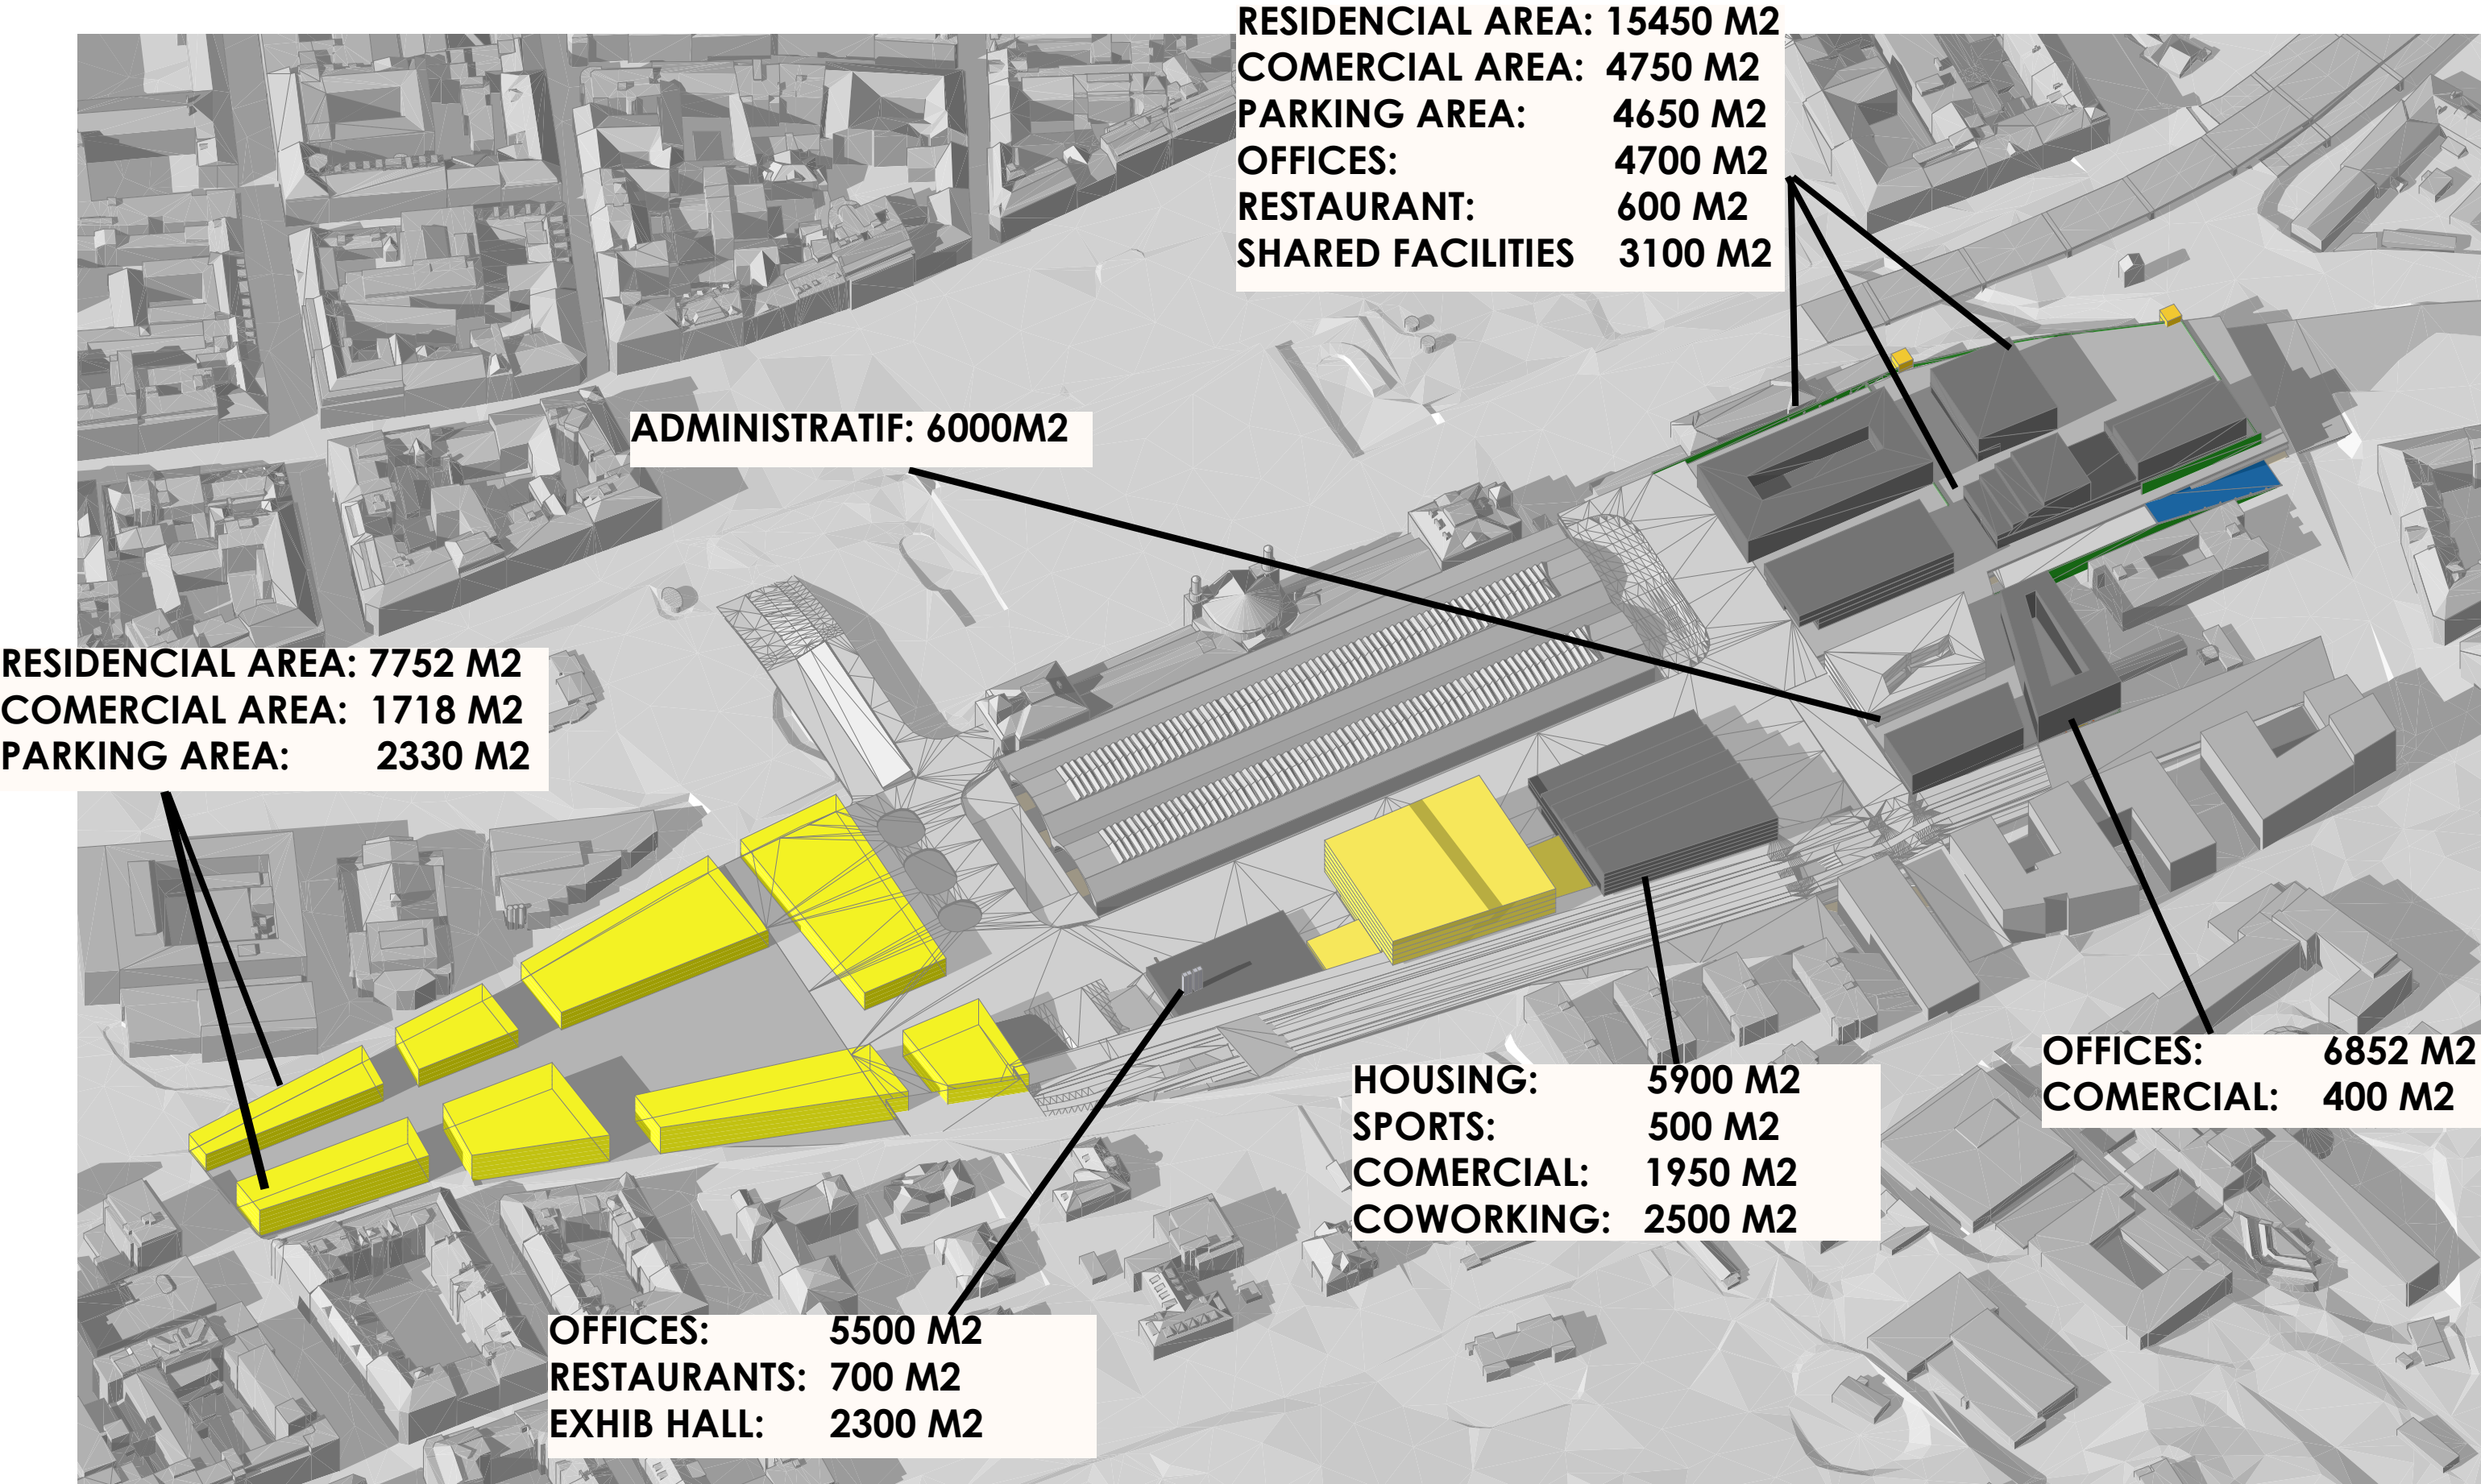 RESIDENCIAL AREA: 15450 M2
COMERCIAL AREA: 4750 M2
PARKING AREA: 4650 M2
OFFICES: 4700 M2
RESTAURANT: 600 M2
SHARED FACILITIES 3100 M2
ADMINISTRATIF: 6000M2
RESIDENCIAL AREA: 7752 M2
COMERCIAL AREA: 1718 M2
PARKING AREA: 2330 M2
OFFICES: 6852 M2
COMERCIAL: 400 M2
HOUSING: 5900 M2
SPORTS: 500 M2
COMERCIAL: 1950 M2
COWORKING: 2500 M2
OFFICES: 5500 M2
RESTAURANTS: 700 M2
EXHIB HALL: 2300 M2